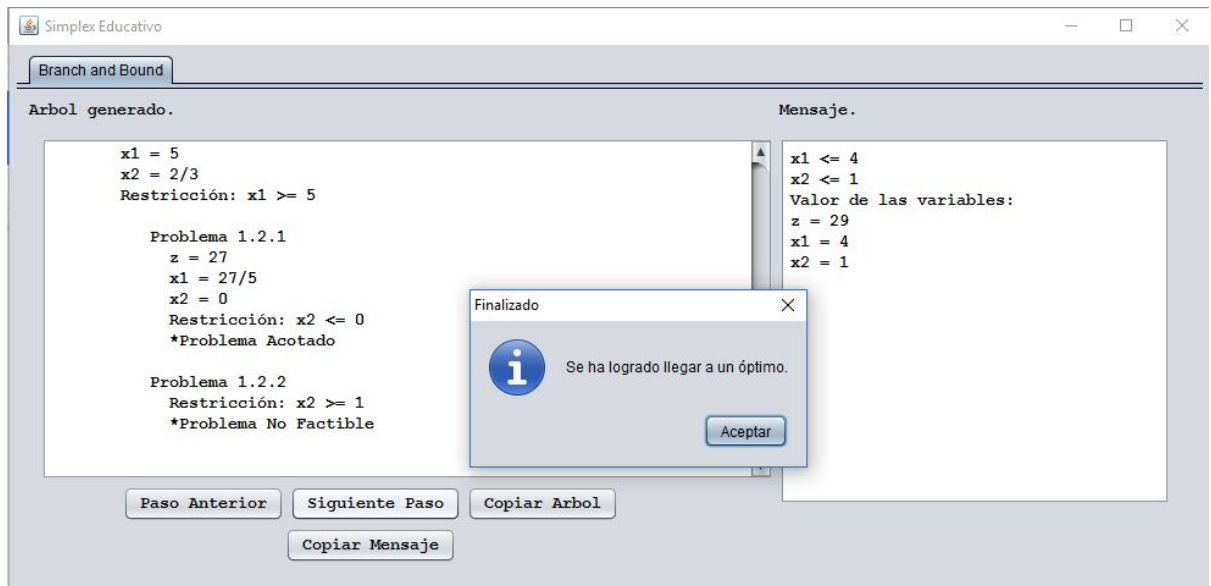 Simplex Educativo
Branch and Bound
Arbol generado.
x1 = 5
x2 = 2/3
Restricción: x1 >= 5
Problema 1.2.1
z = 27
x1 = 27/5
x2 = 0
Restricción: x2 <= 0
*Problema Acotado
Problema 1.2.2
Restricción: x2 >= 1
*Problema No Factible
Mensaje.
x1 <= 4
x2 <= 1
Valor de las variables:
z = 29
x1 = 4
x2 = 1
Finalizado
Se ha logrado llegar a un óptimo.
Aceptar
Paso Anterior
Siguiente Paso
Copiar Arbol
Copiar Mensaje